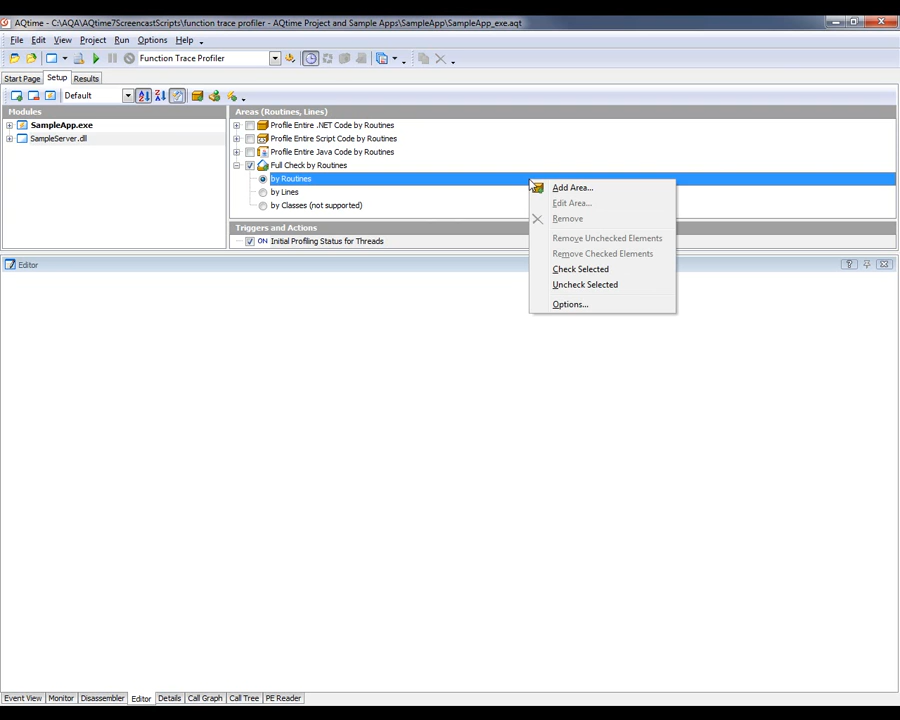 AQtime - C:\AQA\AQtime7ScreencastScripts\function trace profiler - AQtime Project and Sample Apps\SampleApp\SampleApp_exe.aqt
File Edit View Project Run Options Help
Function Trace Profiler
Start Page Setup Results
Default
Modules
SampleApp.exe
SampleServer.dll
Areas (Routines, Lines)
Profile Entire .NET Code by Routines
Profile Entire Script Code by Routines
Profile Entire Java Code by Routines
Full Check by Routines
by Routines
by Lines
by Classes (not supported)
Triggers and Actions
ON Initial Profiling Status for Threads
Add Area...
Edit Area...
Remove
Remove Unchecked Elements
Remove Checked Elements
Check Selected
Uncheck Selected
Options...
Editor
Event View Monitor Disassembler Editor Details Call Graph Call Tree PE Reader